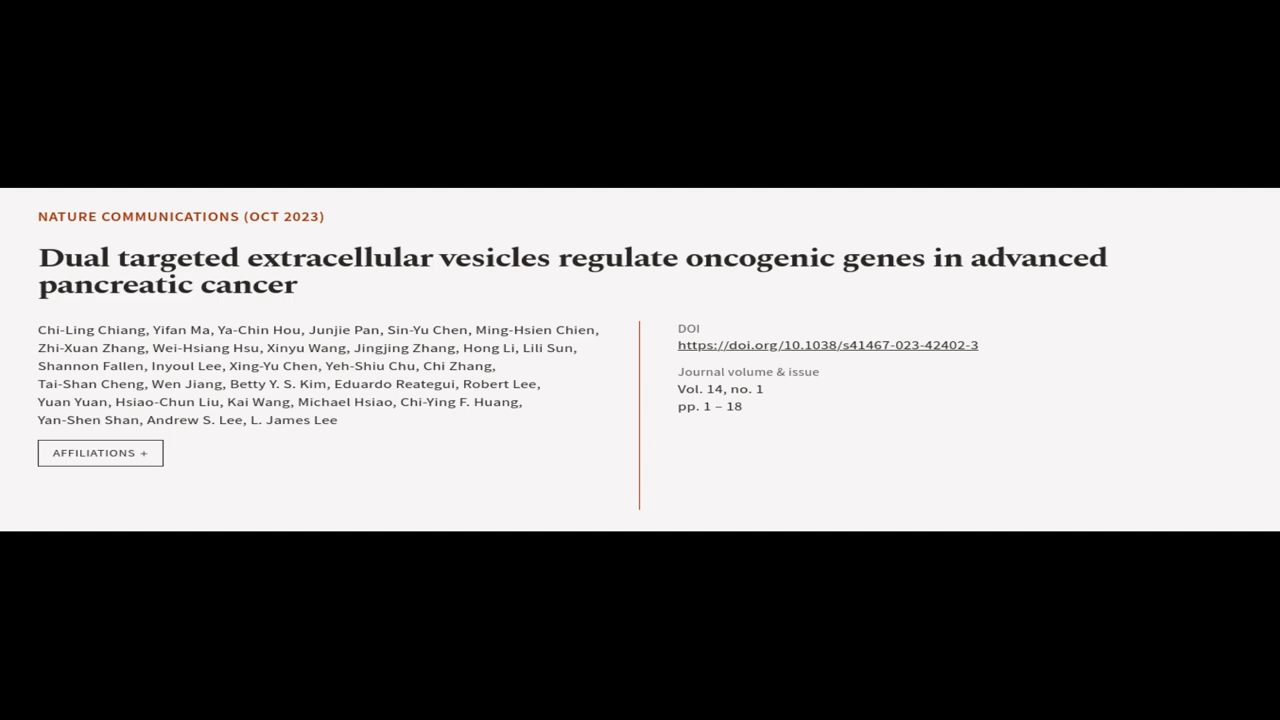 NATURE COMMUNICATIONS (OCT 2023)
Dual targeted extracellular vesicles regulate oncogenic genes in advanced
pancreatic cancer
Chi-Ling Chiang, Yifan Ma, Ya-Chin Hou, Junjie Pan, Sin-Yu Chen, Ming-Hsien Chien,
Zhi-Xuan Zhang, Wei-Hsiang Hsu, Xinyu Wang, Jingjing Zhang, Hong Li, Lili Sun,
Shannon Fallen, Inyoul Lee, Xing-Yu Chen, Yeh-Shiu Chu, Chi Zhang,
Tai-Shan Cheng, Wen Jiang, Betty Y. S. Kim, Eduardo Reategui, Robert Lee,
Yuan Yuan, Hsiao-Chun Liu, Kai Wang, Michael Hsiao, Chi-Ying F. Huang,
Yan-Shen Shan, Andrew S. Lee, L. James Lee
AFFILIATIONS +
DOI
https://doi.org/10.1038/s41467-023-42402-3
Journal volume & issue
Vol. 14, no. 1
pp. 1 – 18